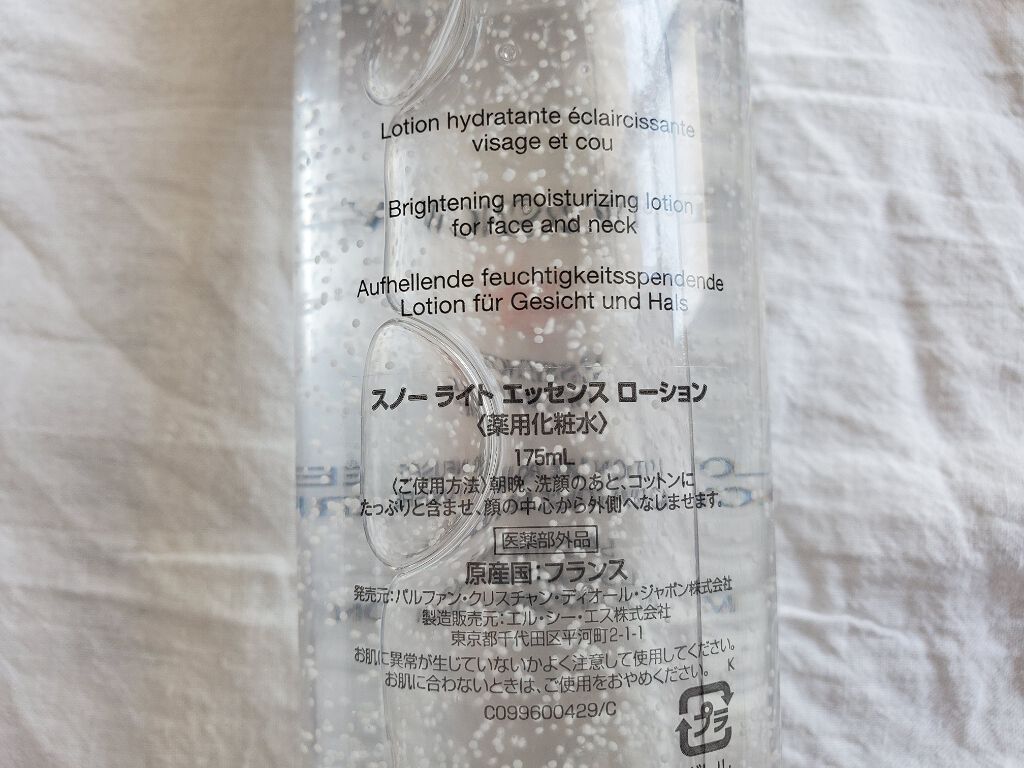 Lotion hydratante éclaircissante
visage et cou
Brightening moisturizing lotion
for face and neck
Aufhellende feuchtigkeitsspendende
Lotion für Gesicht und Hals
スノー ライト エッセンス ローション
〈薬用化粧水〉
175mL
〈ご使用方法〉朝晩、洗顔のあと、コットンに
たっぷりと含ませ、顔の中心から外側へなじませます。
医薬部外品
原産国：フランス
発売元：パルファン・クリスチャン・ディオール・ジャポン株式会社
製造販売元：エル・シー・エス株式会社
東京都千代田区平河町2-1-1
お肌に異常が生じていないかよく注意して使用してください。
お肌に合わないときは、ご使用をおやめください。 K
C099600429/C
プラ